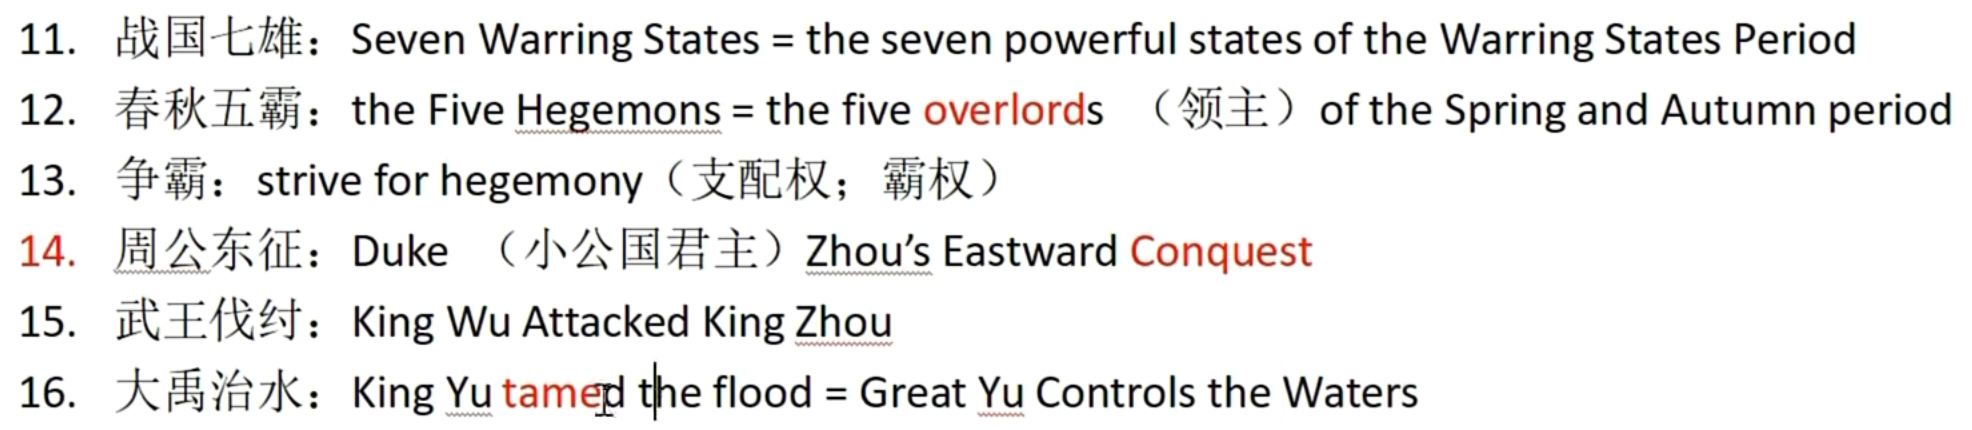 11. 战国七雄：Seven Warring States = the seven powerful states of the Warring States Period
12. 春秋五霸：the Five Hegemons = the five overlords （领主）of the Spring and Autumn period
13. 争霸：strive for hegemony（支配权；霸权）
14. 周公东征：Duke （小公国君主）Zhou’s Eastward Conquest
15. 武王伐纣：King Wu Attacked King Zhou
16. 大禹治水：King Yu tamed the flood = Great Yu Controls the Waters